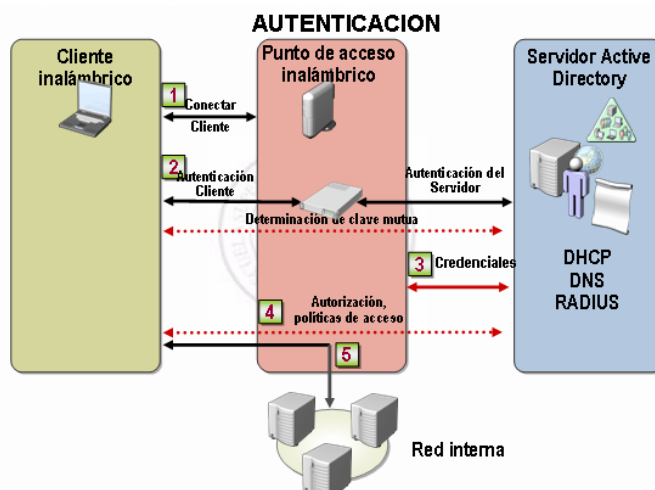 AUTENTICACION
Cliente
inalámbrico
Punto de acceso
inalámbrico
Servidor Active
Directory
1
Conectar
Cliente
2
Autenticación
Cliente
Autenticación del
Servidor
Determinación de clave mutua
3
Credenciales
DHCP
DNS
RADIUS
4
Autorización,
políticas de acceso
5
Red interna